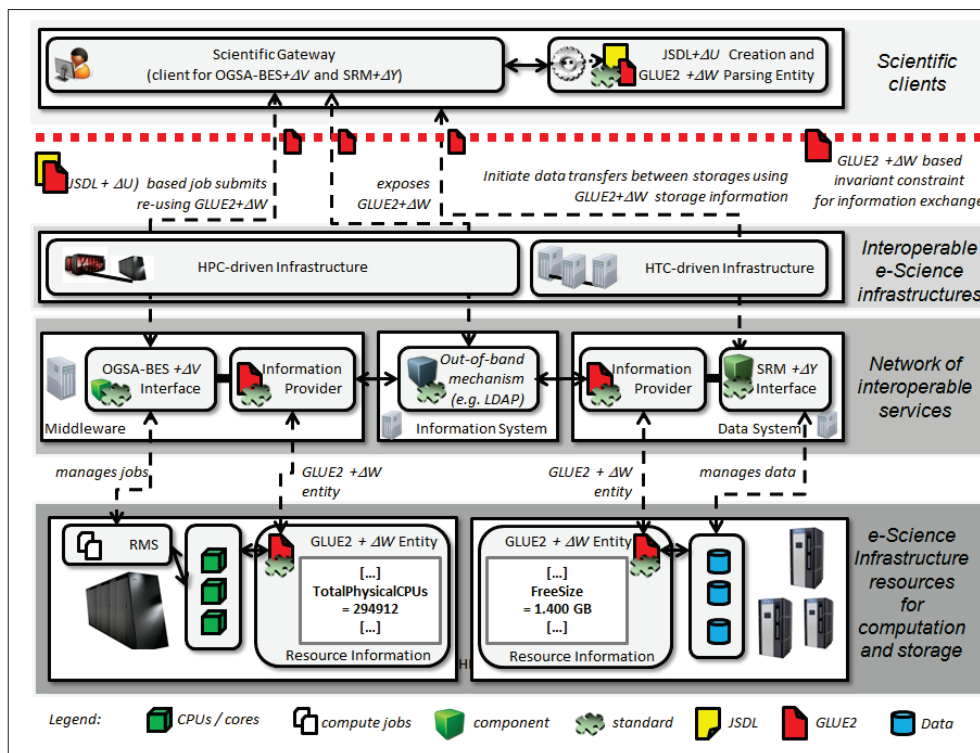 Scientific Gateway
(client for OGSA-BES+ΔV and SRM+ΔY)
JSDL+ΔU Creation and
GLUE2 +ΔW
Parsing Entity
Scientific
clients
JSDL + ΔU) based job submits
re-using GLUE2+ΔW
exposes
GLUE2+ΔW
Initiate data transfers between storages using
GLUE2+ΔW storage information
GLUE2 +ΔW based
invariant constraint
for information exchange
HPC-driven Infrastructure
HTC-driven Infrastructure
Interoperable
e-Science
infrastructures
OGSA-BES +ΔV
Interface
Information
Provider
Middleware
Out-of-band
mechanism
(e.g. LDAP)
Information System
Information
Provider
SRM +ΔY
Interface
Data System
Network of
interoperable
services
manages jobs
GLUE2 + ΔW
entity
GLUE2 + ΔW
entity
manages data
RMS
GLUE2 + ΔW Entity
[...]
TotalPhysicalCPUs
= 294912
[...]
Resource Information
GLUE2 + ΔW Entity
[...]
FreeSize
= 1.400 GB
[...]
Resource Information
e-Science
Infrastructure
resources
for
computation
and storage
Legend:
CPUs / cores
compute jobs
component
standard
JSDL
GLUE2
Data